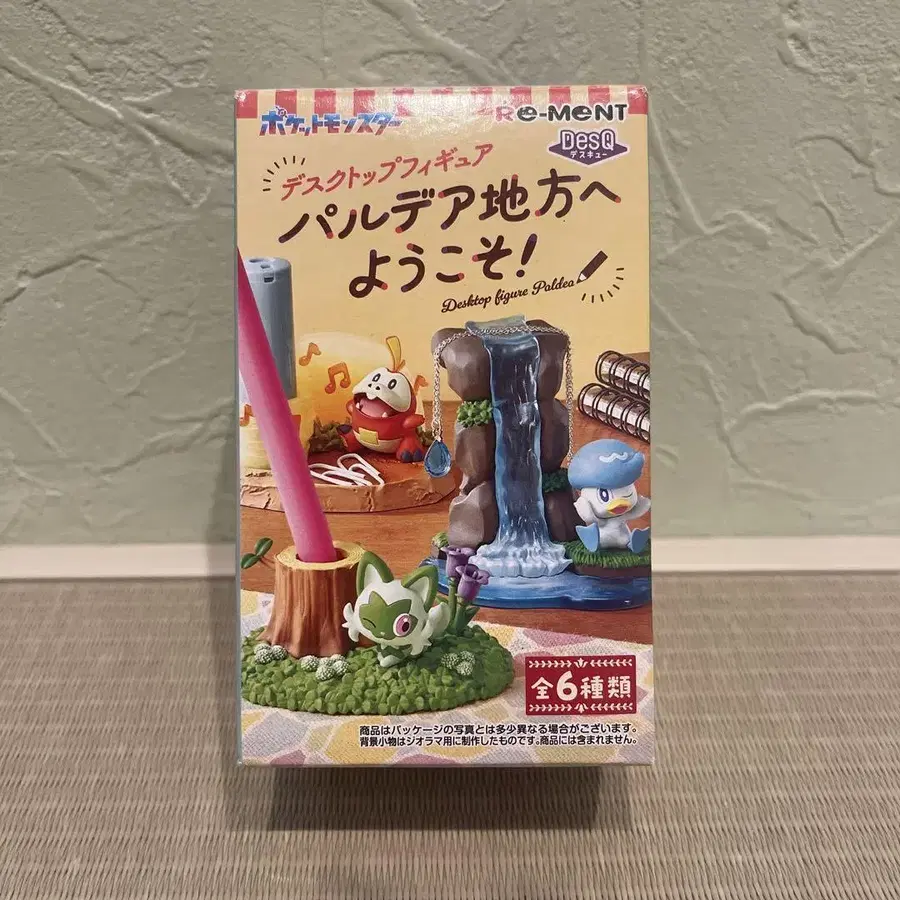 ポケットモンスター
Re-MeNT
DesQ
デスキュー
デスクトップフィギュア
パルデア地方へ
ようこそ!
Desktop figure Paldea
全6種類
商品はパッケージの写真とは多少異なる場合がございます。
背景小物はジオラマ用に制作したものです。商品には含まれません。